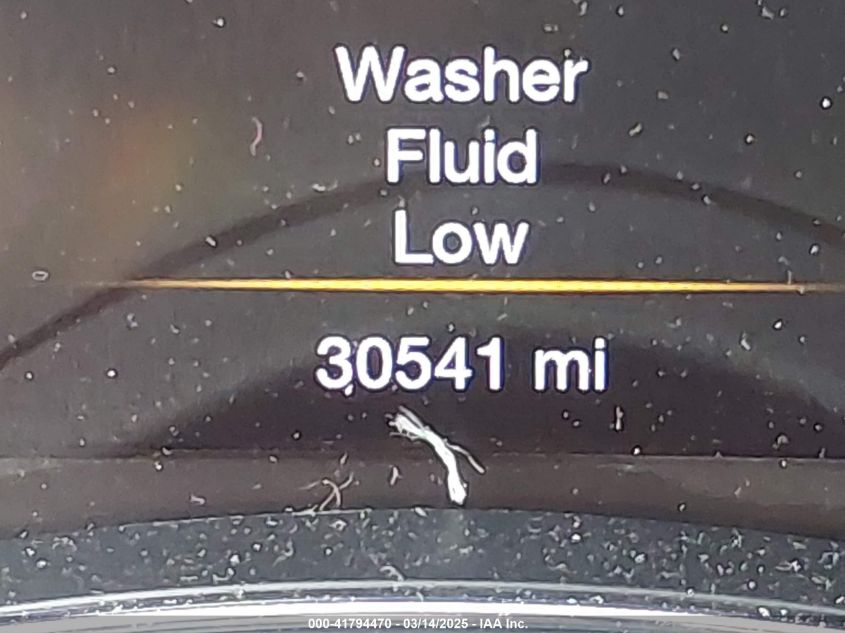 Washer
Fluid
Low
30541 mi
000-41794470 - 03/14/2025 - IAA Inc.